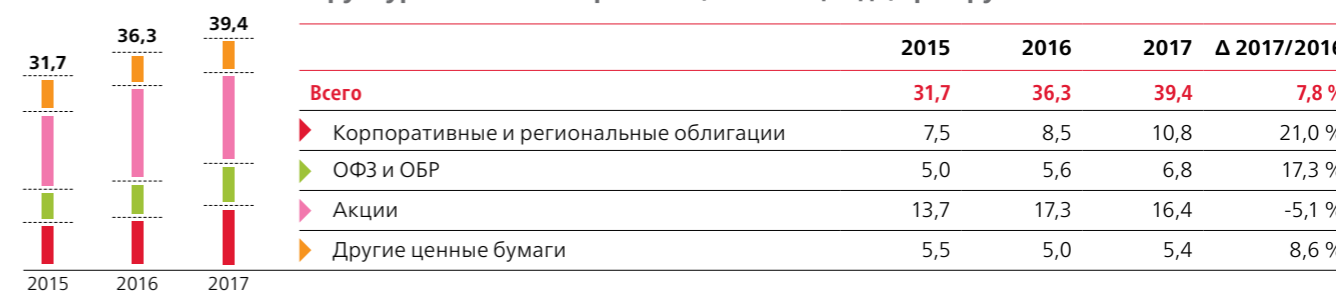 39,4
36,3
31,7
2015 2016 2017
2015 2016 2017 Δ 2017/2016
Всего 31,7 36,3 39,4 7,8 %
Корпоративные и региональные облигации 7,5 8,5 10,8 21,0 %
ОФЗ и ОБР 5,0 5,6 6,8 17,3 %
Акции 13,7 17,3 16,4 -5,1 %
Другие ценные бумаги 5,5 5,0 5,4 8,6 %